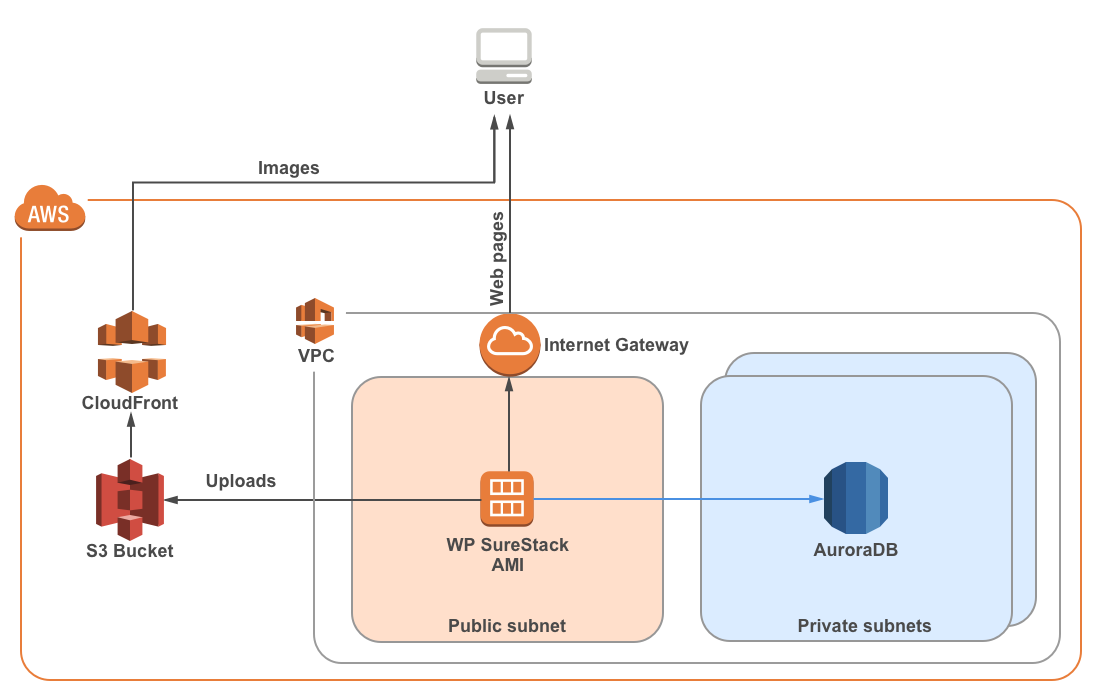 User
Images
AWS
Web pages
VPC
Internet Gateway
CloudFront
Uploads
S3 Bucket
WP SureStack
AMI
AuroraDB
Public subnet
Private subnets